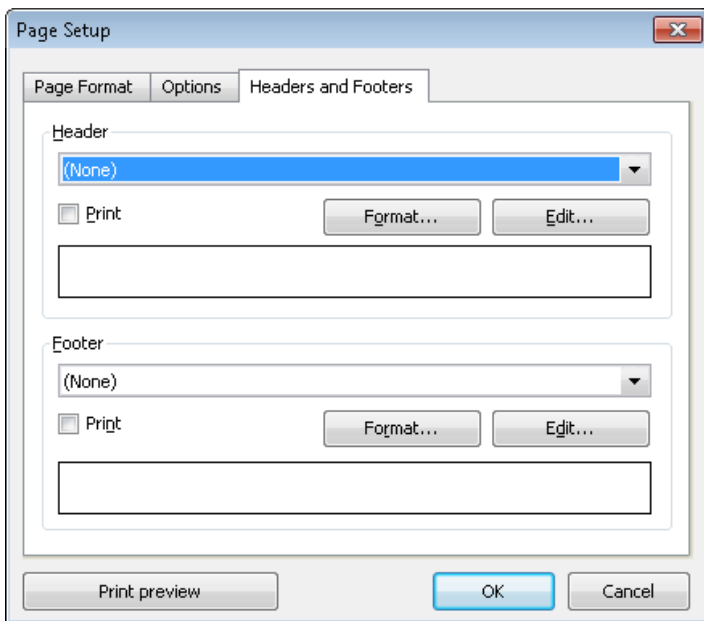 Page Setup
Page Format Options Headers and Footers
Header
(None)
Print Format... Edit...
Footer
(None)
Print Format... Edit...
Print preview OK Cancel